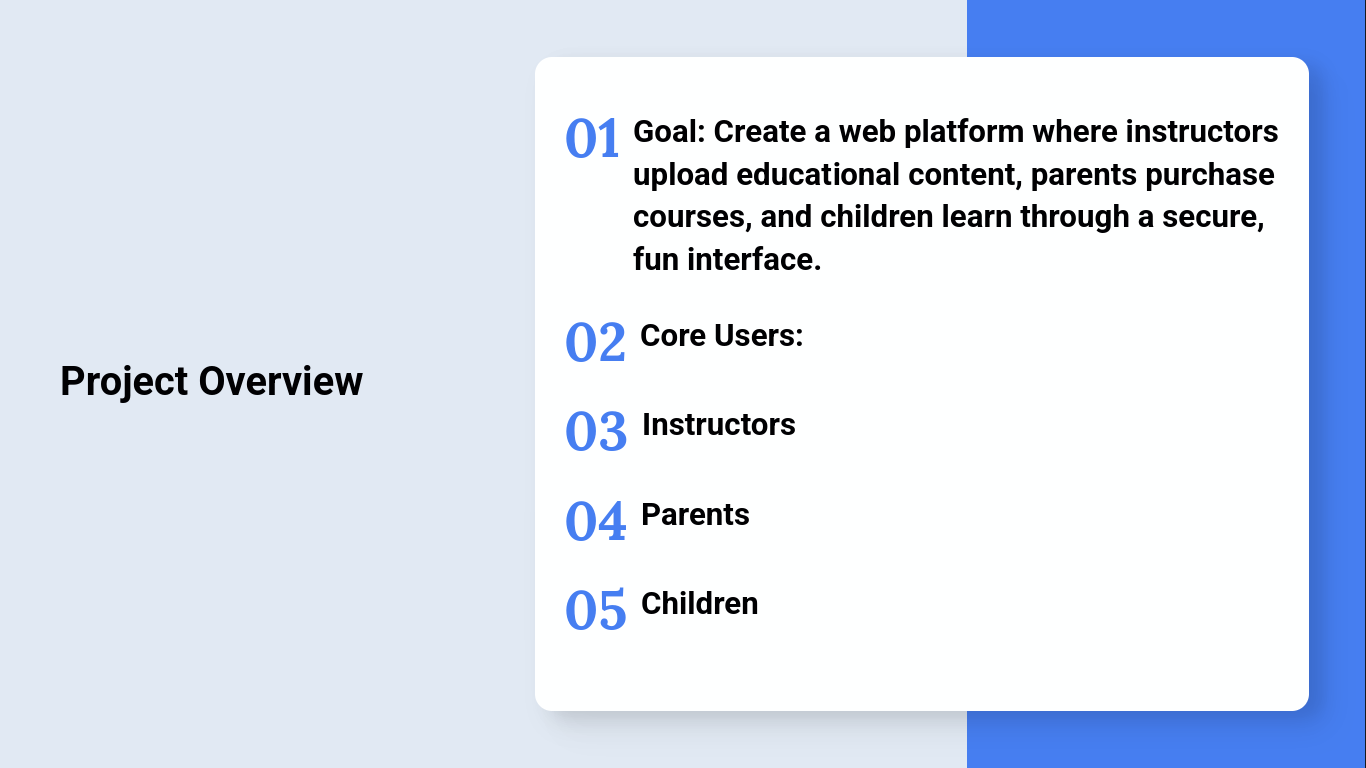 Project Overview
01 Goal: Create a web platform where instructors
upload educational content, parents purchase
courses, and children learn through a secure,
fun interface.
02 Core Users:
03 Instructors
04 Parents
05 Children